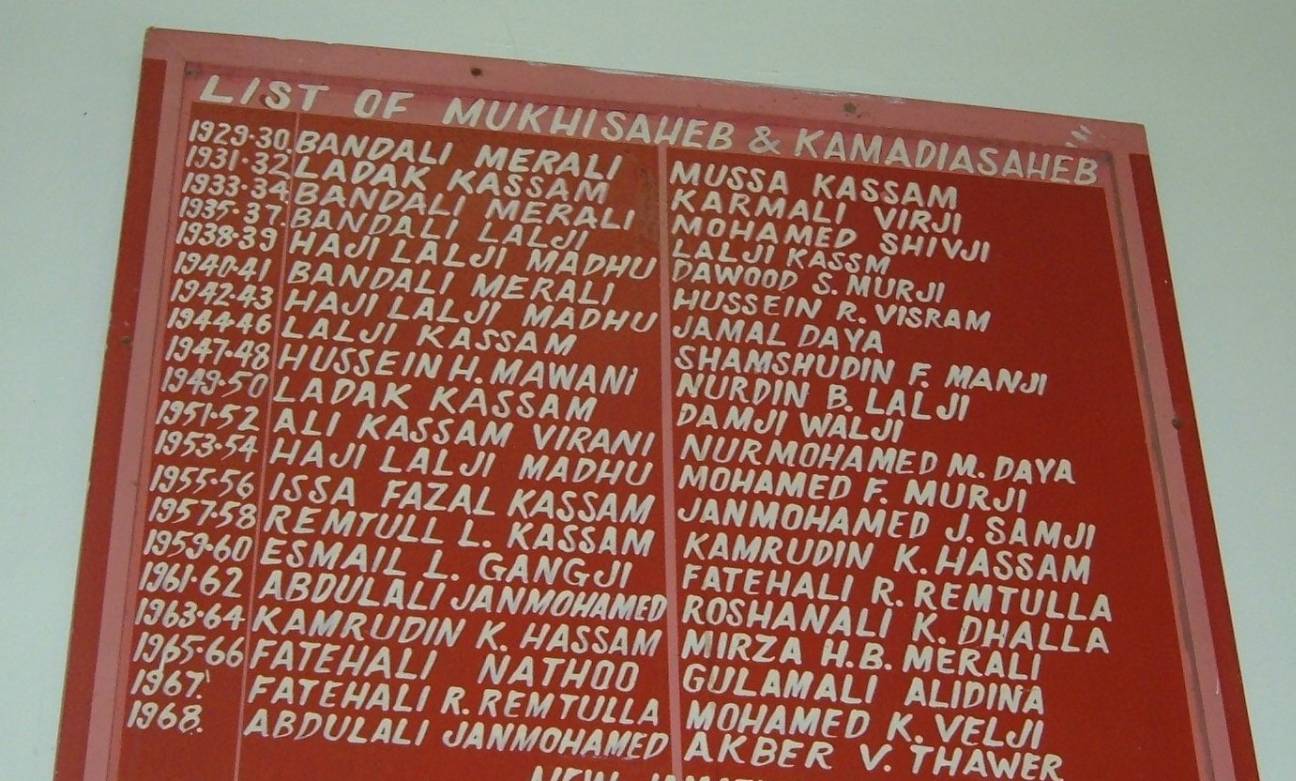 LIST OF MUKHISAHEB & KAMADIASAHEB
1929·30 BANDALI MERALI MUSSA KASSAM
1931·32 LADAK KASSAM KARMALI VIRJI
1933·34 BANDALI MERALI MOHAMED SHIVJI
1935·37 BANDALI LALJI LALJI KASSM
1938·39 HAJI LALJI MADHU DAWOOD S. MURJI
1940·41 BANDALI MERALI HUSSEIN R. VISRAM
1942·43 HAJI LALJI MADHU JAMAL DAYA
1944·46 LALJI KASSAM SHAMSHUDIN F. MANJI
1947·48 HUSSEIN H. MAWANI NURDIN B. LALJI
1949·50 LADAK KASSAM DAMJI WALJI
1951·52 ALI KASSAM VIRANI NURMOHAMED M. DAYA
1953·54 HAJI LALJI MADHU MOHAMED F. MURJI
1955·56 ISSA FAZAL KASSAM JANMOHAMED J. SAMJI
1957·58 REMTULL L. KASSAM KAMRUDIN K. HASSAM
1959·60 ESMAIL L. GANGJI FATEHALI R. REMTULLA
1961·62 ABDULALI JANMOHAMED ROSHANALI K. DHALLA
1963·64 KAMRUDIN K. HASSAM MIRZA H.B. MERALI
1965·66 FATEHALI NATHOO GULAMALI ALIDINA
1967. FATEHALI R. REMTULLA MOHAMED K. VELJI
1968. ABDULALI JANMOHAMED AKBER V. THAWER